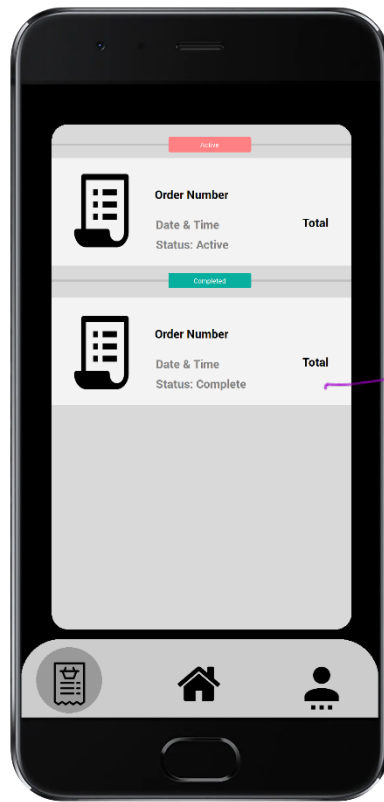 Active
Order Number
Date & Time
Total
Status: Active
Completed
Order Number
Date & Time
Total
Status: Complete